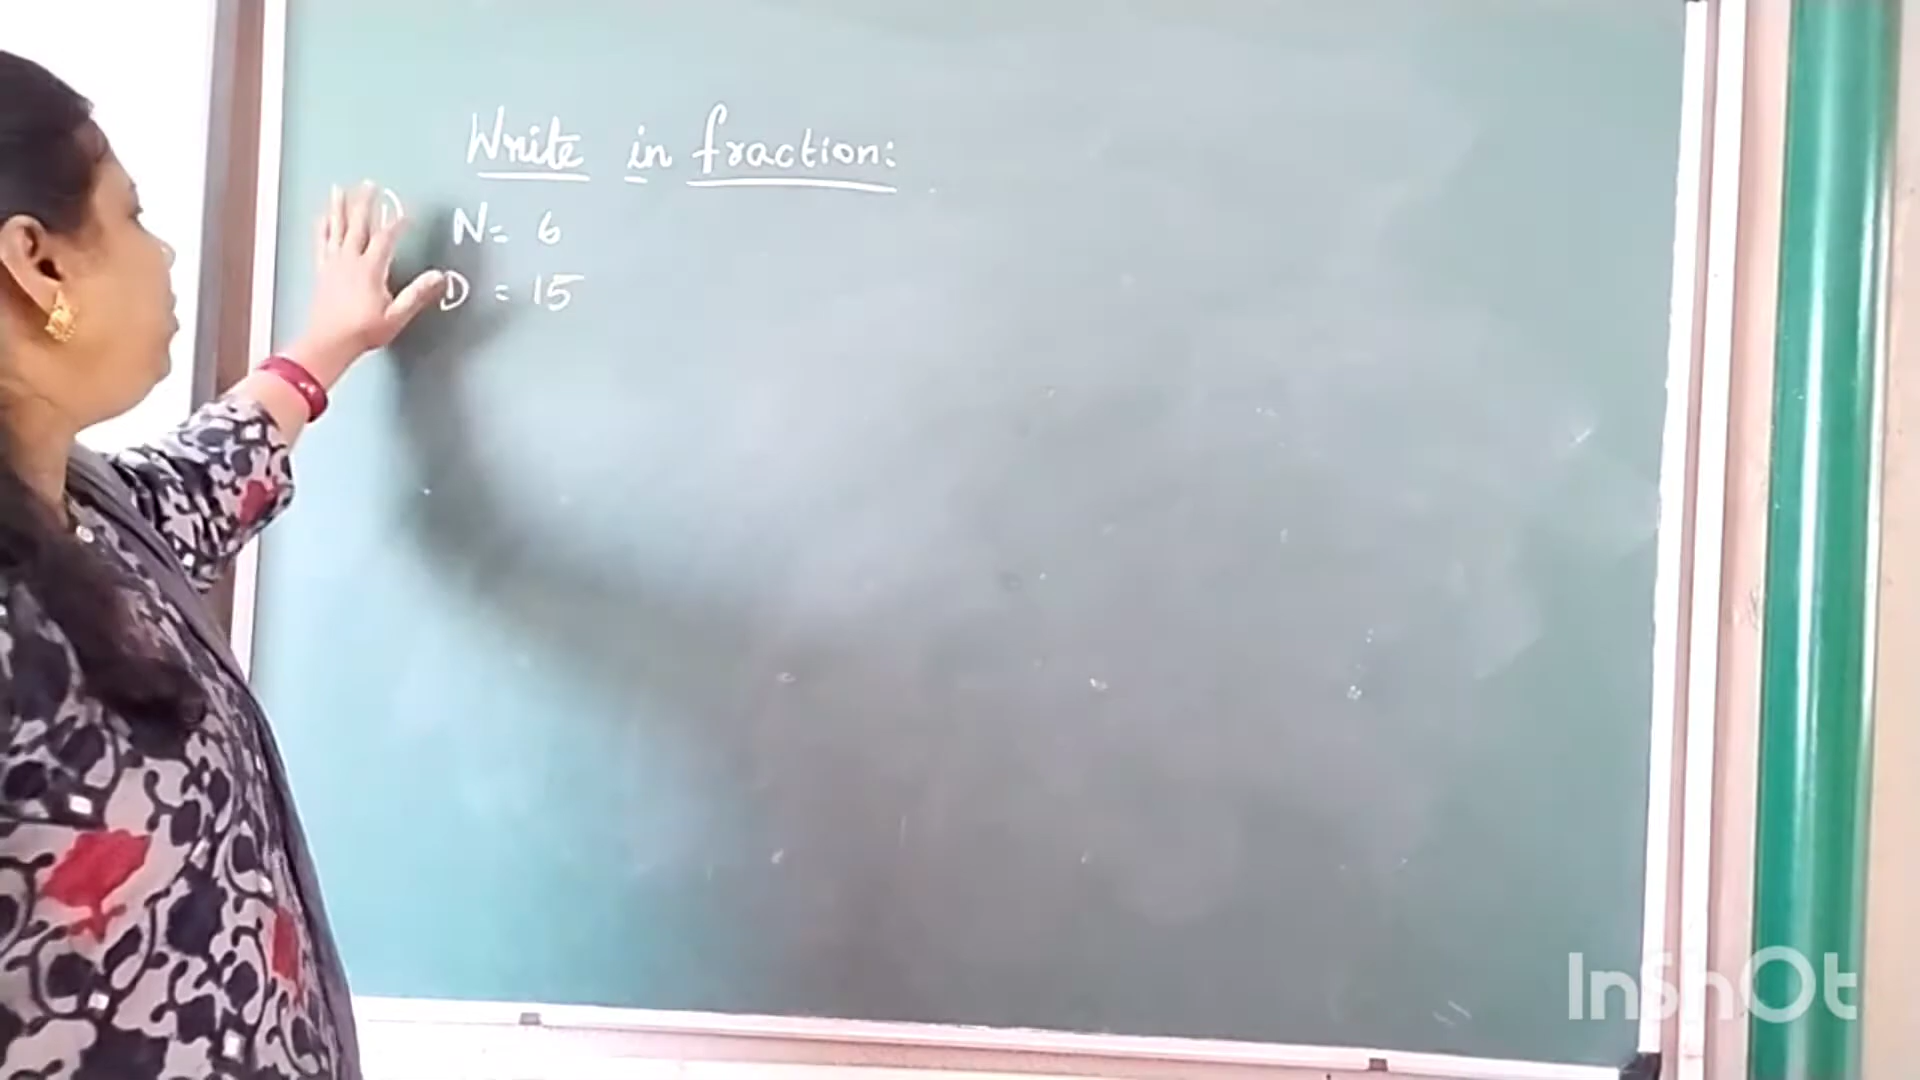 Write in fraction:
N= 6
D = 15
InShOt